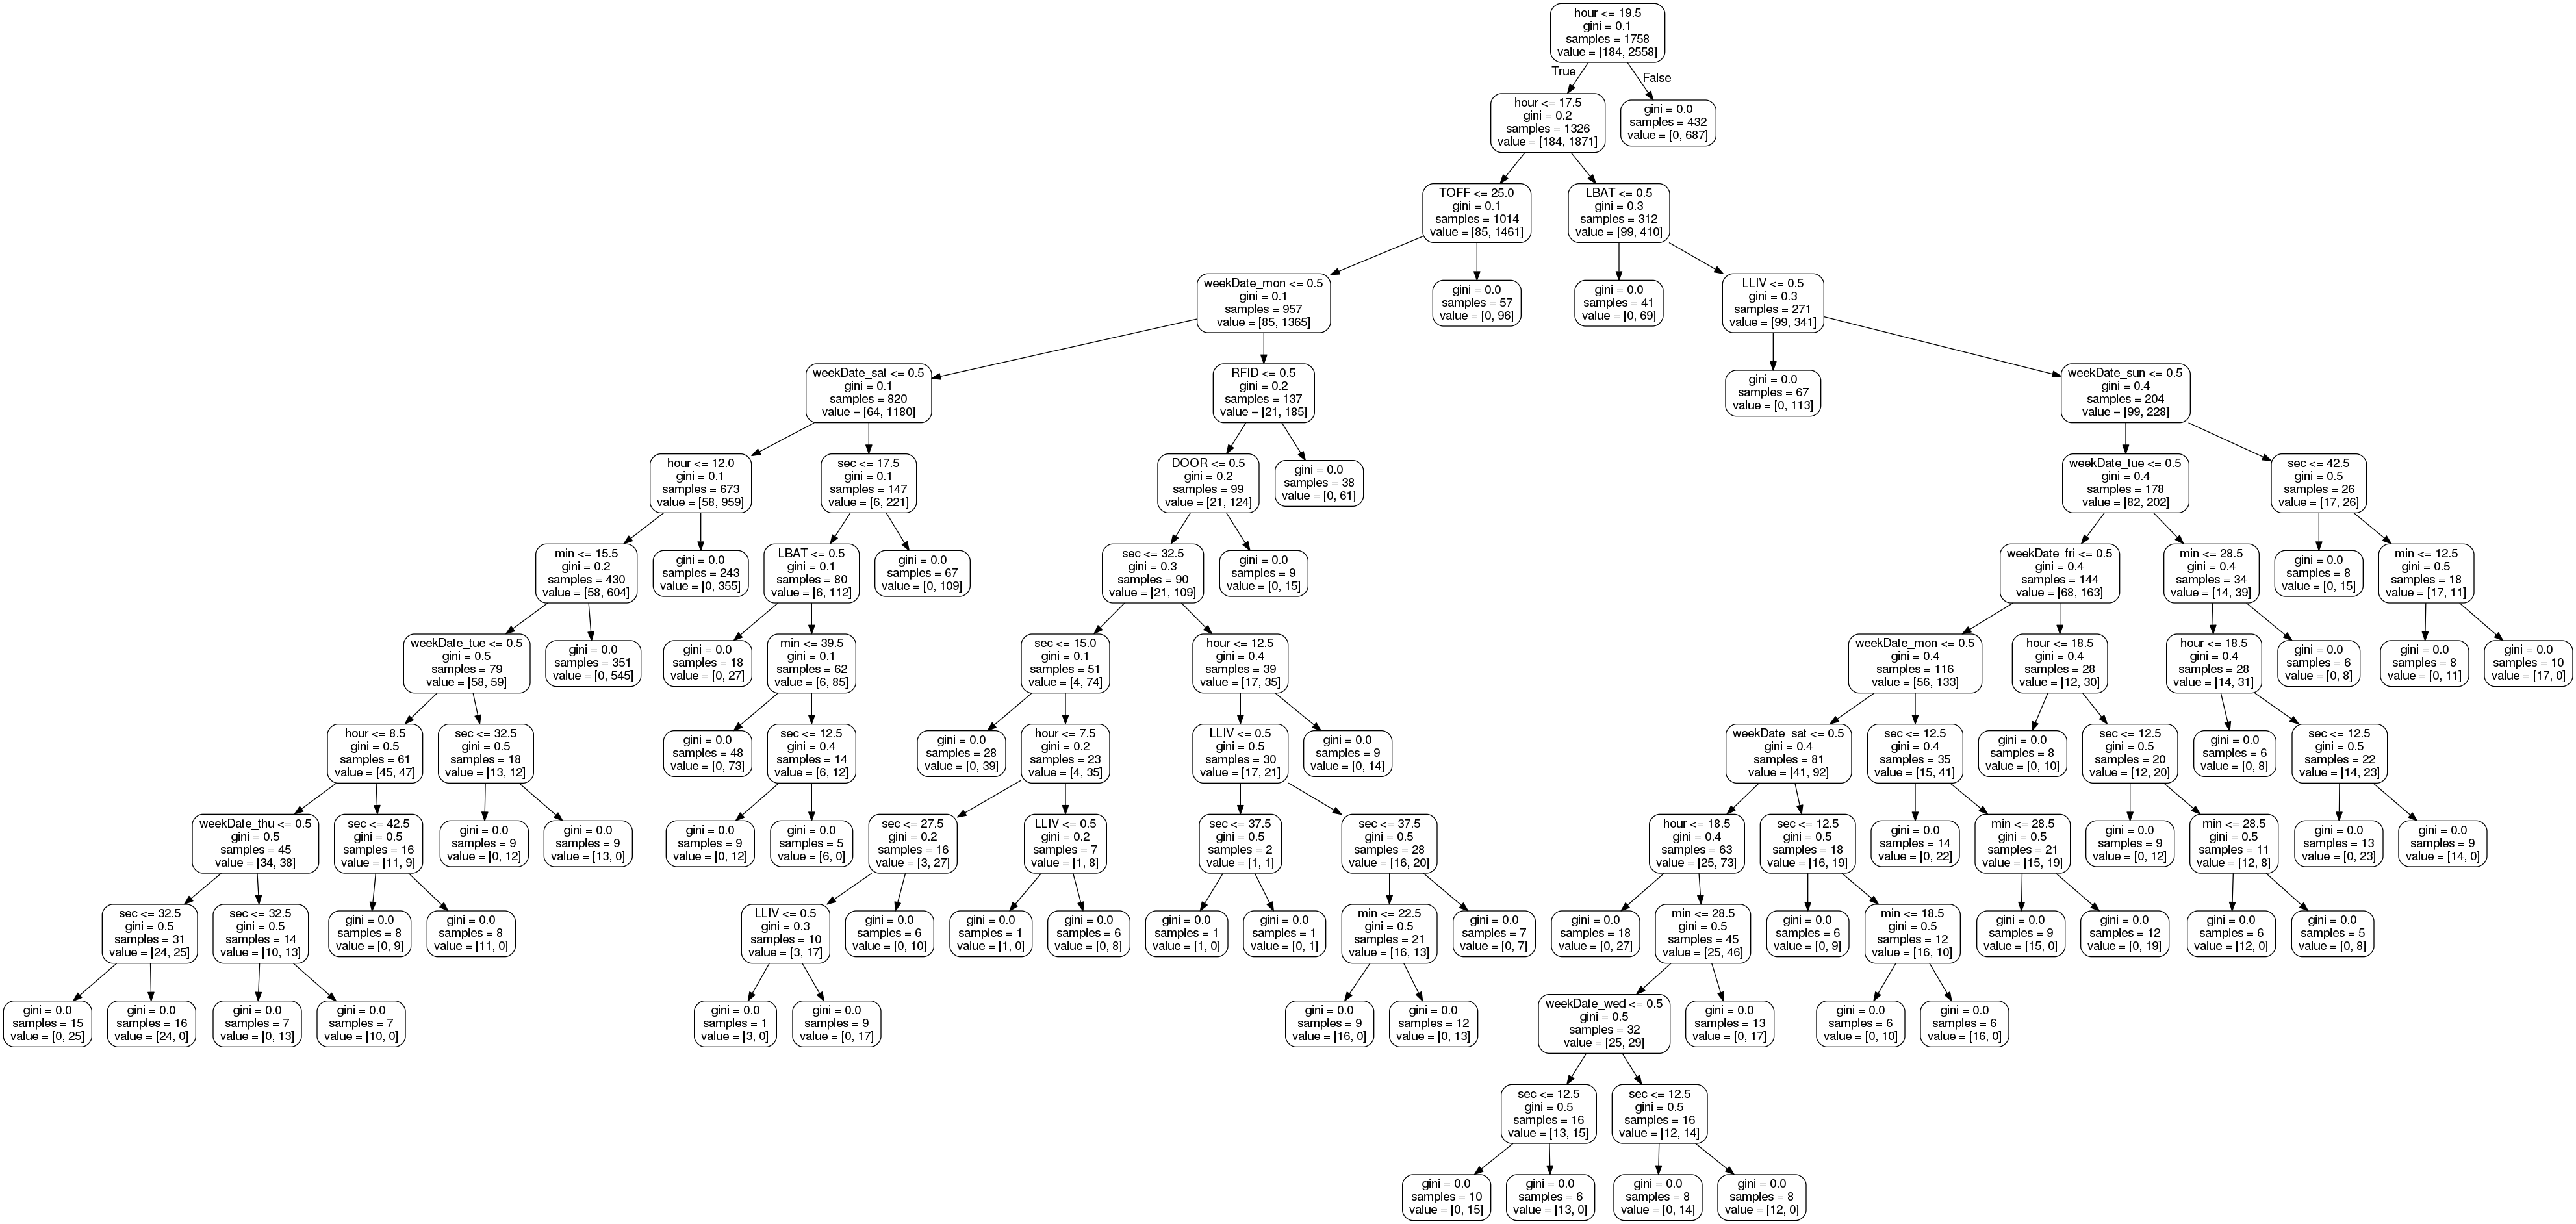 hour <= 19.5
gini = 0.1
samples = 1758
value = [184, 2558]
True
False
hour <= 17.5
gini = 0.2
samples = 1326
value = [184, 1871]
gini = 0.0
samples = 432
value = [0, 687]
TOFF <= 25.0
gini = 0.1
samples = 1014
value = [85, 1461]
LBAT <= 0.5
gini = 0.3
samples = 312
value = [99, 410]
weekDate_mon <= 0.5
gini = 0.1
samples = 957
value = [85, 1365]
gini = 0.0
samples = 57
value = [0, 96]
gini = 0.0
samples = 41
value = [0, 69]
LLIV <= 0.5
gini = 0.3
samples = 271
value = [99, 341]
weekDate_sat <= 0.5
gini = 0.1
samples = 820
value = [64, 1180]
RFID <= 0.5
gini = 0.2
samples = 137
value = [21, 185]
gini = 0.0
samples = 67
value = [0, 113]
weekDate_sun <= 0.5
gini = 0.4
samples = 204
value = [99, 228]
hour <= 12.0
gini = 0.1
samples = 673
value = [58, 959]
sec <= 17.5
gini = 0.1
samples = 147
value = [6, 221]
DOOR <= 0.5
gini = 0.2
samples = 99
value = [21, 124]
gini = 0.0
samples = 38
value = [0, 61]
weekDate_tue <= 0.5
gini = 0.4
samples = 178
value = [82, 202]
sec <= 42.5
gini = 0.5
samples = 26
value = [17, 26]
min <= 15.5
gini = 0.2
samples = 430
value = [58, 604]
gini = 0.0
samples = 243
value = [0, 355]
LBAT <= 0.5
gini = 0.1
samples = 80
value = [6, 112]
gini = 0.0
samples = 67
value = [0, 109]
sec <= 32.5
gini = 0.3
samples = 90
value = [21, 109]
gini = 0.0
samples = 9
value = [0, 15]
weekDate_fri <= 0.5
gini = 0.4
samples = 144
value = [68, 163]
min <= 28.5
gini = 0.4
samples = 34
value = [14, 39]
gini = 0.0
samples = 8
value = [0, 15]
min <= 12.5
gini = 0.5
samples = 18
value = [17, 11]
weekDate_tue <= 0.5
gini = 0.5
samples = 79
value = [58, 59]
gini = 0.0
samples = 351
value = [0, 545]
gini = 0.0
samples = 18
value = [0, 27]
min <= 39.5
gini = 0.1
samples = 62
value = [6, 85]
sec <= 15.0
gini = 0.1
samples = 51
value = [4, 74]
hour <= 12.5
gini = 0.4
samples = 39
value = [17, 35]
weekDate_mon <= 0.5
gini = 0.4
samples = 116
value = [56, 133]
hour <= 18.5
gini = 0.4
samples = 28
value = [12, 30]
hour <= 18.5
gini = 0.4
samples = 28
value = [14, 31]
gini = 0.0
samples = 6
value = [0, 8]
gini = 0.0
samples = 8
value = [0, 11]
gini = 0.0
samples = 10
value = [17, 0]
hour <= 8.5
gini = 0.5
samples = 61
value = [45, 47]
sec <= 32.5
gini = 0.5
samples = 18
value = [13, 12]
gini = 0.0
samples = 48
value = [0, 73]
sec <= 12.5
gini = 0.4
samples = 14
value = [6, 12]
gini = 0.0
samples = 28
value = [0, 39]
hour <= 7.5
gini = 0.2
samples = 23
value = [4, 35]
LLIV <= 0.5
gini = 0.5
samples = 30
value = [17, 21]
gini = 0.0
samples = 9
value = [0, 14]
weekDate_sat <= 0.5
gini = 0.4
samples = 81
value = [41, 92]
sec <= 12.5
gini = 0.4
samples = 35
value = [15, 41]
gini = 0.0
samples = 8
value = [0, 10]
sec <= 12.5
gini = 0.5
samples = 20
value = [12, 20]
gini = 0.0
samples = 6
value = [0, 8]
sec <= 12.5
gini = 0.5
samples = 22
value = [14, 23]
weekDate_thu <= 0.5
gini = 0.5
samples = 45
value = [34, 38]
sec <= 42.5
gini = 0.5
samples = 16
value = [11, 9]
gini = 0.0
samples = 9
value = [0, 12]
gini = 0.0
samples = 9
value = [13, 0]
gini = 0.0
samples = 9
value = [0, 12]
gini = 0.0
samples = 5
value = [6, 0]
sec <= 27.5
gini = 0.2
samples = 16
value = [3, 27]
LLIV <= 0.5
gini = 0.2
samples = 7
value = [1, 8]
sec <= 37.5
gini = 0.5
samples = 2
value = [1, 1]
sec <= 37.5
gini = 0.5
samples = 28
value = [16, 20]
hour <= 18.5
gini = 0.4
samples = 63
value = [25, 73]
sec <= 12.5
gini = 0.5
samples = 18
value = [16, 19]
gini = 0.0
samples = 14
value = [0, 22]
min <= 28.5
gini = 0.5
samples = 21
value = [15, 19]
gini = 0.0
samples = 9
value = [0, 12]
min <= 28.5
gini = 0.5
samples = 11
value = [12, 8]
gini = 0.0
samples = 13
value = [0, 23]
gini = 0.0
samples = 9
value = [14, 0]
sec <= 32.5
gini = 0.5
samples = 31
value = [24, 25]
sec <= 32.5
gini = 0.5
samples = 14
value = [10, 13]
gini = 0.0
samples = 8
value = [0, 9]
gini = 0.0
samples = 8
value = [11, 0]
LLIV <= 0.5
gini = 0.3
samples = 10
value = [3, 17]
gini = 0.0
samples = 6
value = [0, 10]
gini = 0.0
samples = 1
value = [1, 0]
gini = 0.0
samples = 6
value = [0, 8]
gini = 0.0
samples = 1
value = [1, 0]
gini = 0.0
samples = 1
value = [0, 1]
min <= 22.5
gini = 0.5
samples = 21
value = [16, 13]
gini = 0.0
samples = 7
value = [0, 7]
gini = 0.0
samples = 18
value = [0, 27]
min <= 28.5
gini = 0.5
samples = 45
value = [25, 46]
gini = 0.0
samples = 6
value = [0, 9]
min <= 18.5
gini = 0.5
samples = 12
value = [16, 10]
gini = 0.0
samples = 9
value = [15, 0]
gini = 0.0
samples = 12
value = [0, 19]
gini = 0.0
samples = 6
value = [12, 0]
gini = 0.0
samples = 5
value = [0, 8]
gini = 0.0
samples = 15
value = [0, 25]
gini = 0.0
samples = 16
value = [24, 0]
gini = 0.0
samples = 7
value = [0, 13]
gini = 0.0
samples = 7
value = [10, 0]
gini = 0.0
samples = 1
value = [3, 0]
gini = 0.0
samples = 9
value = [0, 17]
gini = 0.0
samples = 9
value = [16, 0]
gini = 0.0
samples = 12
value = [0, 13]
weekDate_wed <= 0.5
gini = 0.5
samples = 32
value = [25, 29]
gini = 0.0
samples = 13
value = [0, 17]
gini = 0.0
samples = 6
value = [0, 10]
gini = 0.0
samples = 6
value = [16, 0]
sec <= 12.5
gini = 0.5
samples = 16
value = [13, 15]
sec <= 12.5
gini = 0.5
samples = 16
value = [12, 14]
gini = 0.0
samples = 10
value = [0, 15]
gini = 0.0
samples = 6
value = [13, 0]
gini = 0.0
samples = 8
value = [0, 14]
gini = 0.0
samples = 8
value = [12, 0]